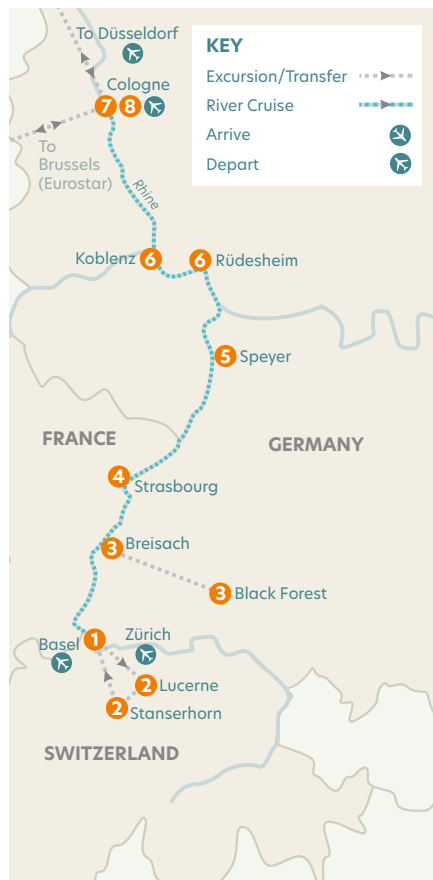 To Düsseldorf
Cologne
7 8
To
Brussels
(Eurostar)
KEY
Excursion/Transfer
River Cruise
Arrive
Depart
Rhine
Koblenz 6
6 Rüdesheim
5 Speyer
FRANCE
GERMANY
4
Strasbourg
3 Breisach
3 Black Forest
Basel
1
Zürich
2 Lucerne
2 Stanserhorn
SWITZERLAND